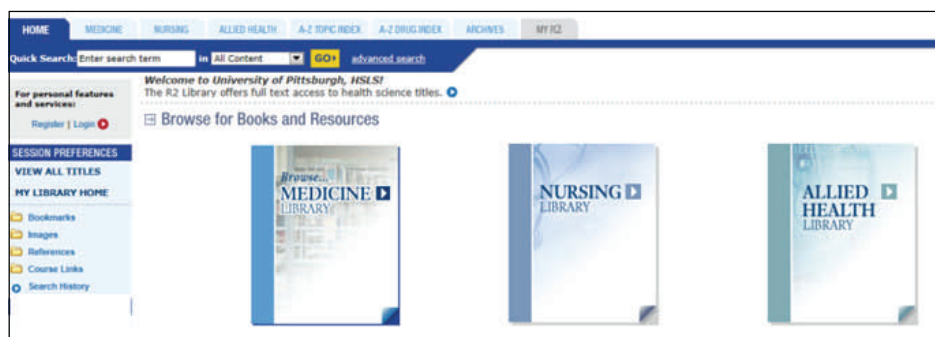 HOME MEDICINE NURSING ALLIED HEALTH A-Z TOPIC INDEX A-Z DRUG INDEX ARCHIVES MY R2
Quick Search: Enter search term in All Content GO advanced search
Welcome to University of Pittsburgh, HSLS!
The R2 Library offers full text access to health science titles.
For personal features
and services:
Register | Login
Browse for Books and Resources
SESSION PREFERENCES
VIEW ALL TITLES
MY LIBRARY HOME
Bookmarks
Images
References
Course Links
Search History
Browse...
MEDICINE
LIBRARY
NURSING
LIBRARY
ALLIED
HEALTH
LIBRARY